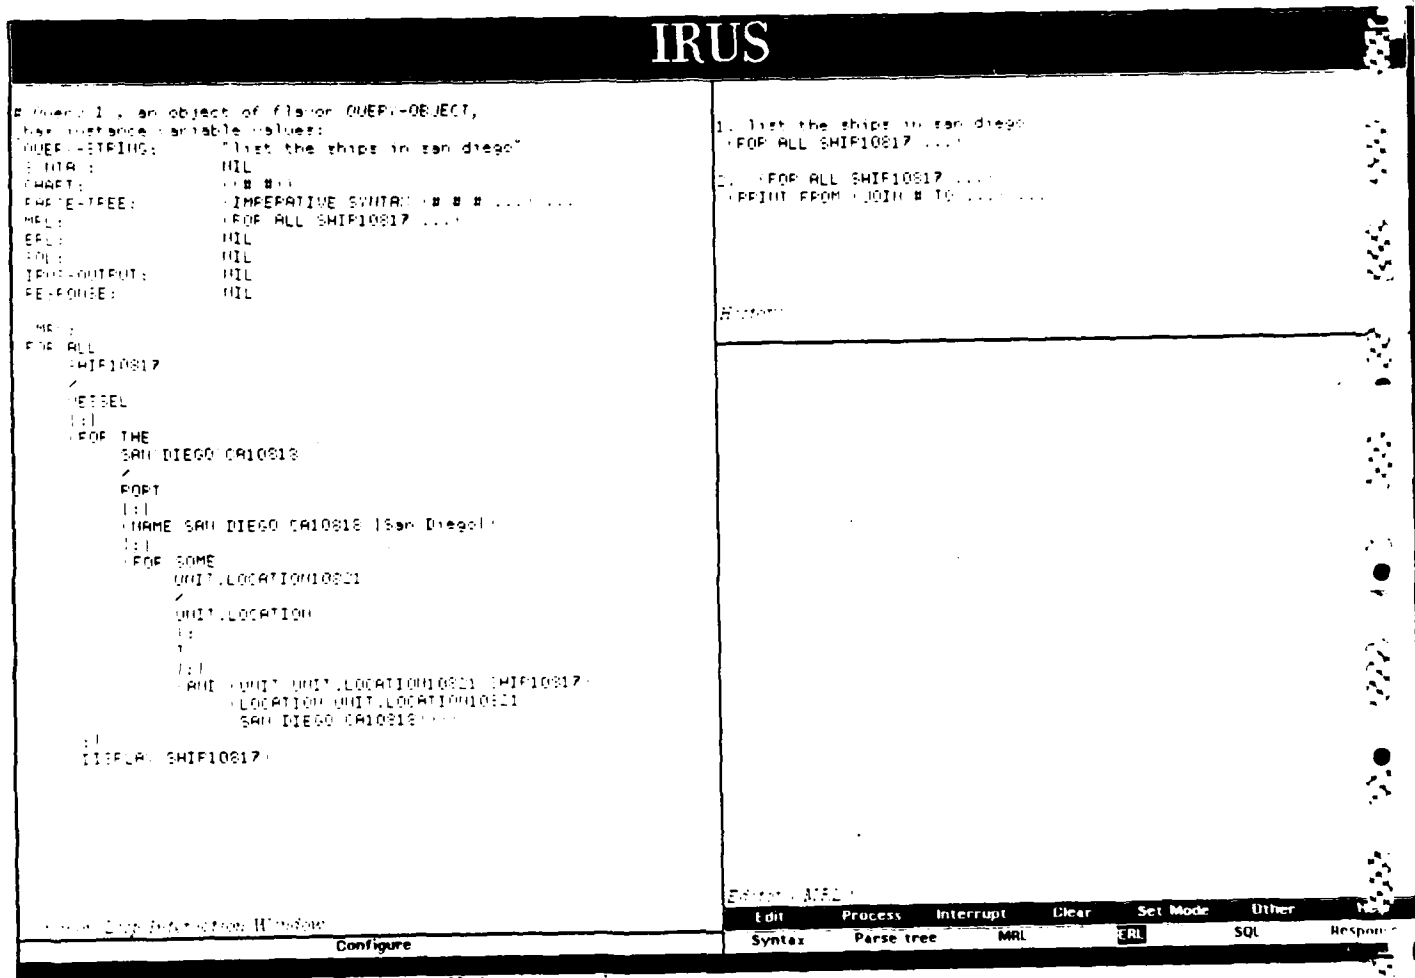 IRUS
# Query 1, an object of flavor QUERY-OBJECT,
has instance variable values:
QUERY-STRING: "list the ships in san diego"
SYNTAX: NIL
CHART: ((# #))
PARSE-TREE: (IMPERATIVE SYNTAX (# # # ...) ...
MRL: (FOR ALL SHIP10817 ...)
ERL: NIL
SQL: NIL
NIL
RESPONSE: NIL
MRL:
FOR ALL
SHIP10817
/
VESSEL
|:|
(FOR THE
SAN DIEGO CA10818
/
PORT
|:|
(NAME SAN DIEGO CA10818 |San Diego|)
|:|
(FOR SOME
UNIT.LOCATION10821
/
UNIT.LOCATION
|:
T
|:|
(AND (UNIT UNIT.LOCATION10821 SHIP10817)
(LOCATION UNIT.LOCATION10821
SAN DIEGO CA10818))))
;|
DISPLAY SHIP10817)
Interaction Window
Configure
1. list the ships in san diego
(FOR ALL SHIP10817 ...)
2. (FOR ALL SHIP10817 ...)
(PRINT FROM (JOIN # TO ...) ...
History
Edit Process Interrupt Clear Set Mode Other
Syntax Parse tree MRL ERL SQL Response